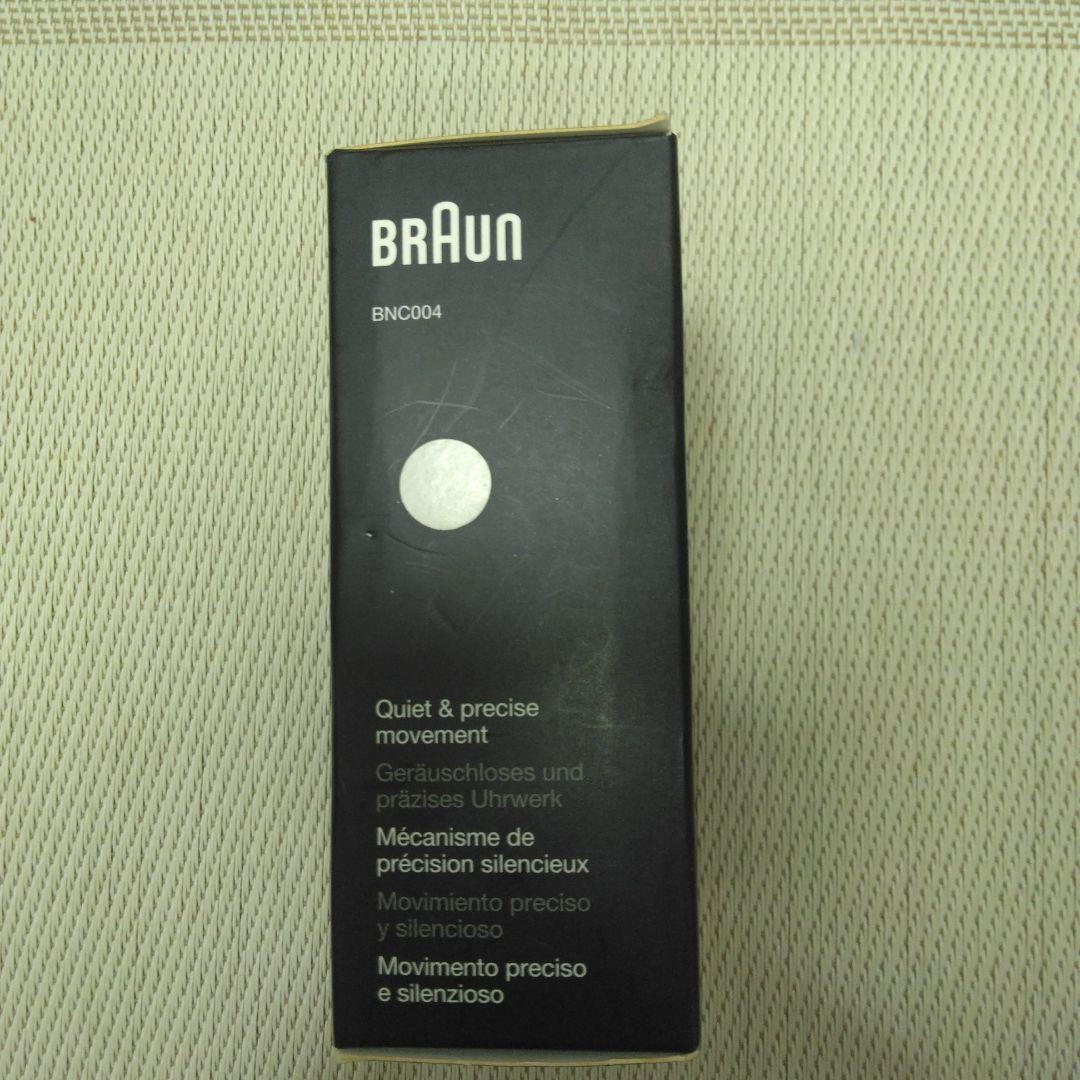 BRAUN
BNC004
Quiet & precise
movement
Geräuschloses und
präzises Uhrwerk
Mécanisme de
précision silencieux
Movimiento preciso
y silencioso
Movimento preciso
e silenzioso